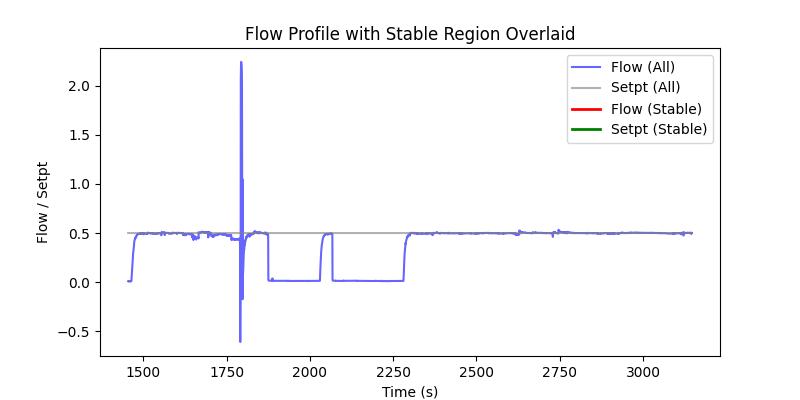 Flow Profile with Stable Region Overlaid
Flow (All)
Setpt (All)
Flow (Stable)
Setpt (Stable)
Flow / Setpt
2.0
1.5
1.0
0.5
0.0
−0.5
1500 1750 2000 2250 2500 2750 3000
Time (s)